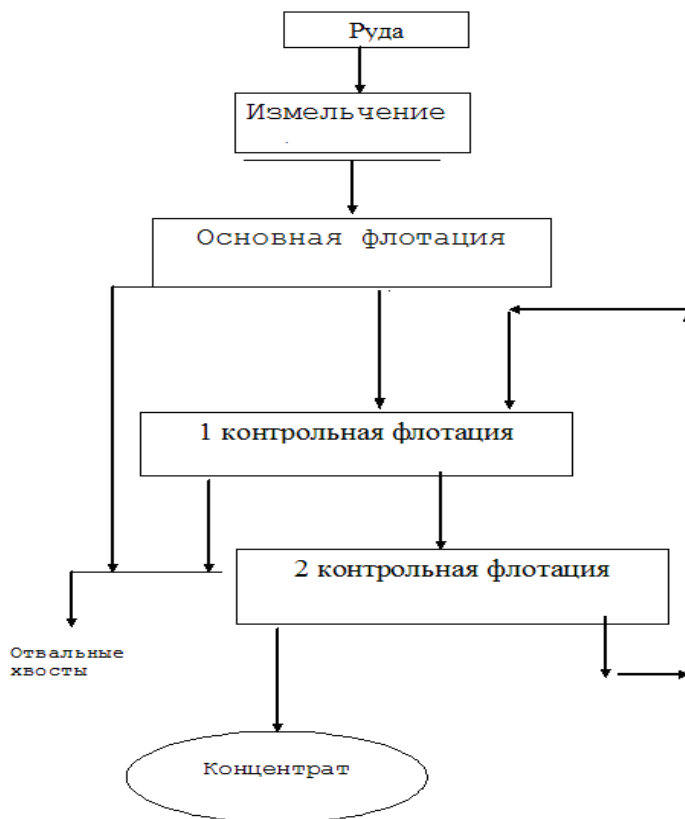 Руда
Измельчение
Основная флотация
1 контрольная флотация
2 контрольная флотация
Отвальные
хвосты
Концентрат